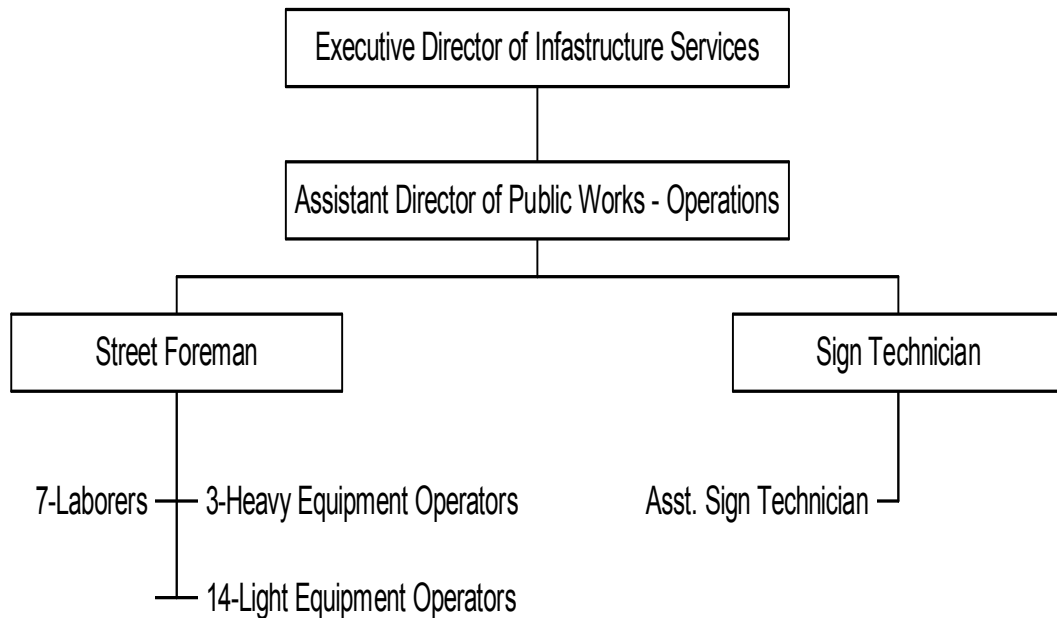 Executive Director of Infastructure Services
Assistant Director of Public Works - Operations
Street Foreman
Sign Technician
7-Laborers
3-Heavy Equipment Operators
Asst. Sign Technician
14-Light Equipment Operators